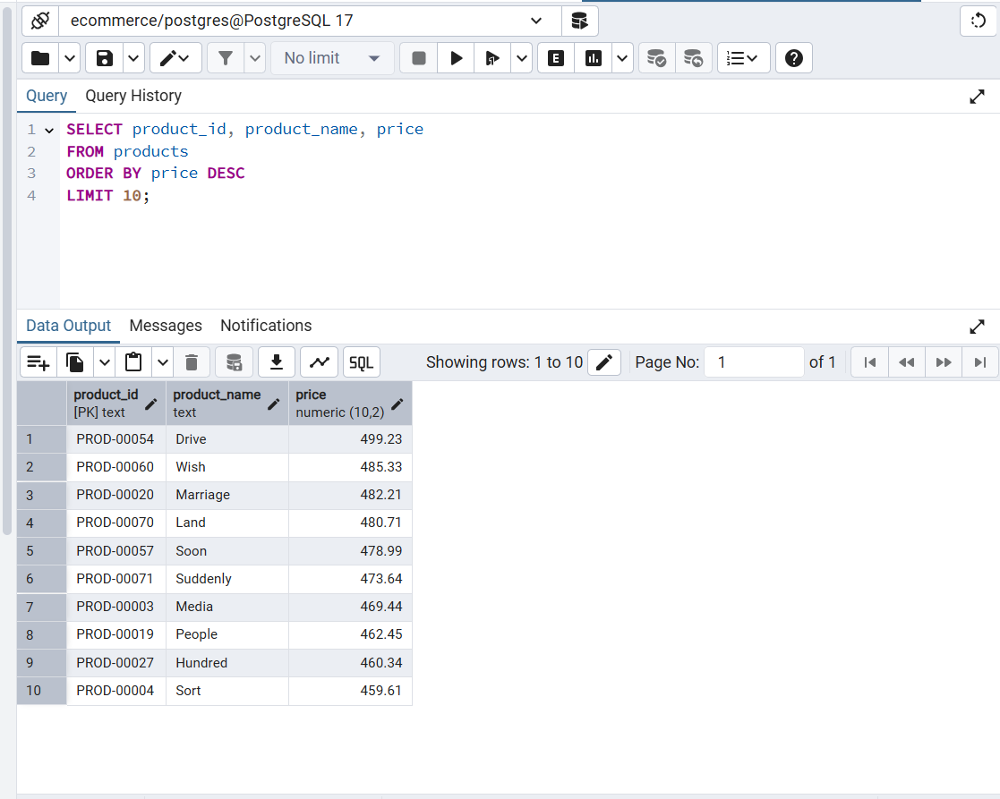 ecommerce/postgres@PostgreSQL 17
No limit
E
Query Query History
1 SELECT product_id, product_name, price
2 FROM products
3 ORDER BY price DESC
4 LIMIT 10;
Data Output Messages Notifications
SQL Showing rows: 1 to 10 Page No: 1 of 1
product_id product_name price
[PK] text text numeric (10,2)
1 PROD-00054 Drive 499.23
2 PROD-00060 Wish 485.33
3 PROD-00020 Marriage 482.21
4 PROD-00070 Land 480.71
5 PROD-00057 Soon 478.99
6 PROD-00071 Suddenly 473.64
7 PROD-00003 Media 469.44
8 PROD-00019 People 462.45
9 PROD-00027 Hundred 460.34
10 PROD-00004 Sort 459.61